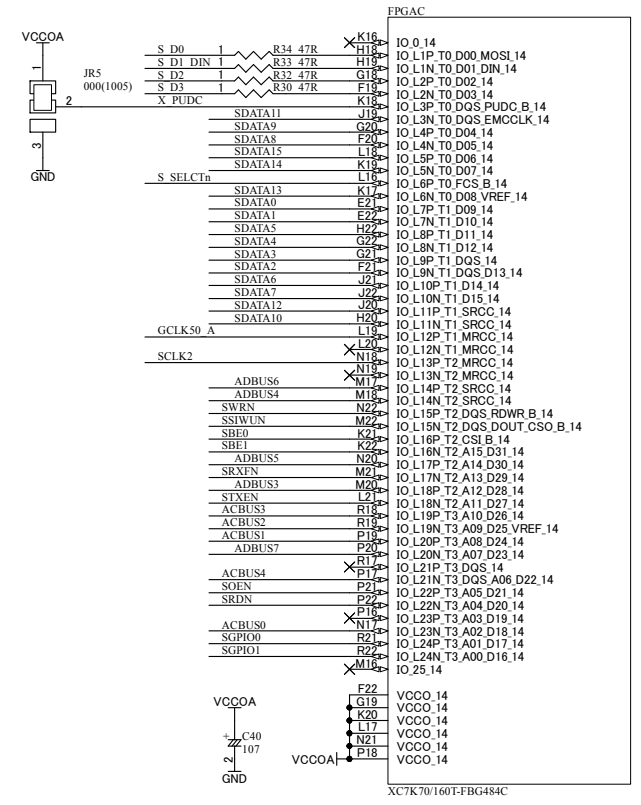 FPGAC
VCCOA
1
JR5
000(1005)
2
3
GND
K16 IO_0_14
S_D0 1 R34 47R H18 IO_L1P_T0_D00_MOSI_14
S_D1_DIN 1 R33 47R H19 IO_L1N_T0_D01_DIN_14
S_D2 1 R32 47R G18 IO_L2P_T0_D02_14
S_D3 1 R30 47R F19 IO_L2N_T0_D03_14
X_PUDC K18 IO_L3P_T0_DQS_PUDC_B_14
SDATA11 J19 IO_L3N_T0_DQS_EMCCLK_14
SDATA9 G20 IO_L4P_T0_D04_14
SDATA8 F20 IO_L4N_T0_D05_14
SDATA15 L18 IO_L5P_T0_D06_14
SDATA14 K19 IO_L5N_T0_D07_14
S_SELCTn L16 IO_L6P_T0_FCS_B_14
SDATA13 K17 IO_L6N_T0_D08_VREF_14
SDATA0 E21 IO_L7P_T1_D09_14
SDATA1 E22 IO_L7N_T1_D10_14
SDATA5 H22 IO_L8P_T1_D11_14
SDATA4 G22 IO_L8N_T1_D12_14
SDATA3 G21 IO_L9P_T1_DQS_14
SDATA2 F21 IO_L9N_T1_DQS_D13_14
SDATA6 J21 IO_L10P_T1_D14_14
SDATA7 J22 IO_L10N_T1_D15_14
SDATA12 J20 IO_L11P_T1_SRCC_14
SDATA10 H20 IO_L11N_T1_SRCC_14
GCLK50_A L19 IO_L12P_T1_MRCC_14
L20 IO_L12N_T1_MRCC_14
SCLK2 N18 IO_L13P_T2_MRCC_14
N19 IO_L13N_T2_MRCC_14
ADBUS6 M17 IO_L14P_T2_SRCC_14
ADBUS4 M18 IO_L14N_T2_SRCC_14
SWRN N22 IO_L15P_T2_DQS_RDWR_B_14
SSIWUN M22 IO_L15N_T2_DQS_DOUT_CSO_B_14
SBE0 K21 IO_L16P_T2_CSI_B_14
SBE1 K22 IO_L16N_T2_A15_D31_14
ADBUS5 N20 IO_L17P_T2_A14_D30_14
SRXFN M21 IO_L17N_T2_A13_D29_14
ADBUS3 M20 IO_L18P_T2_A12_D28_14
STXEN L21 IO_L18N_T2_A11_D27_14
ACBUS3 R18 IO_L19P_T3_A10_D26_14
ACBUS2 R19 IO_L19N_T3_A09_D25_VREF_14
ACBUS1 P19 IO_L20P_T3_A08_D24_14
ADBUS7 P20 IO_L20N_T3_A07_D23_14
R17 IO_L21P_T3_DQS_14
ACBUS4 P17 IO_L21N_T3_DQS_A06_D22_14
SOEN P21 IO_L22P_T3_A05_D21_14
SRDN P22 IO_L22N_T3_A04_D20_14
P16 IO_L23P_T3_A03_D19_14
ACBUS0 N17 IO_L23N_T3_A02_D18_14
SGPIO0 R21 IO_L24P_T3_A01_D17_14
SGPIO1 R22 IO_L24N_T3_A00_D16_14
M16 IO_25_14
F22 VCCO_14
G19 VCCO_14
K20 VCCO_14
L17 VCCO_14
N21 VCCO_14
VCCOA P18 VCCO_14
VCCOA
1
+ C40
107
2
GND
XC7K70/160T-FBG484C